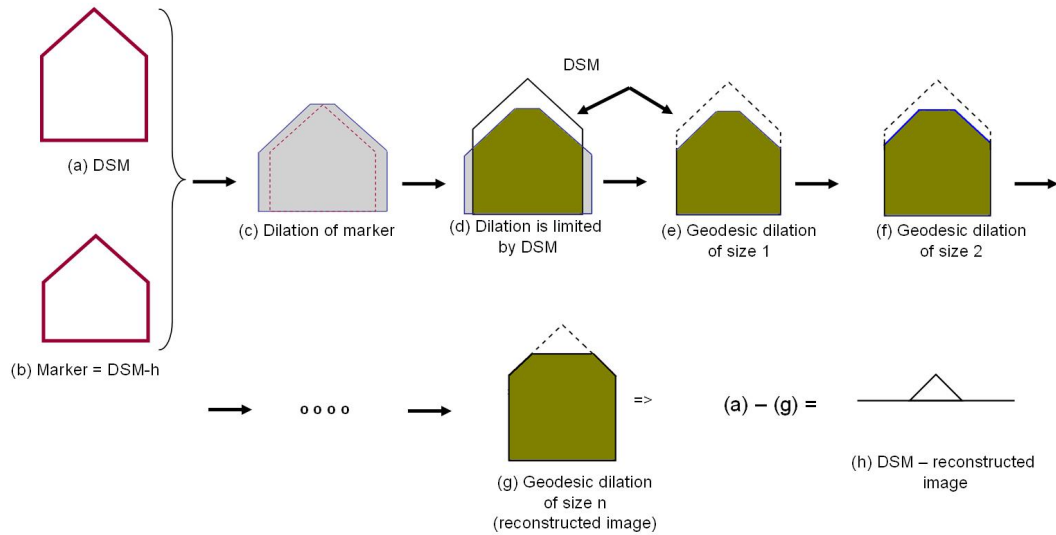 (a) DSM
(b) Marker = DSM-h
(c) Dilation of marker
DSM
(d) Dilation is limited
by DSM
(e) Geodesic dilation
of size 1
(f) Geodesic dilation
of size 2
o o o o
(g) Geodesic dilation
of size n
(reconstructed image)
=>
(a) – (g) =
(h) DSM – reconstructed
image